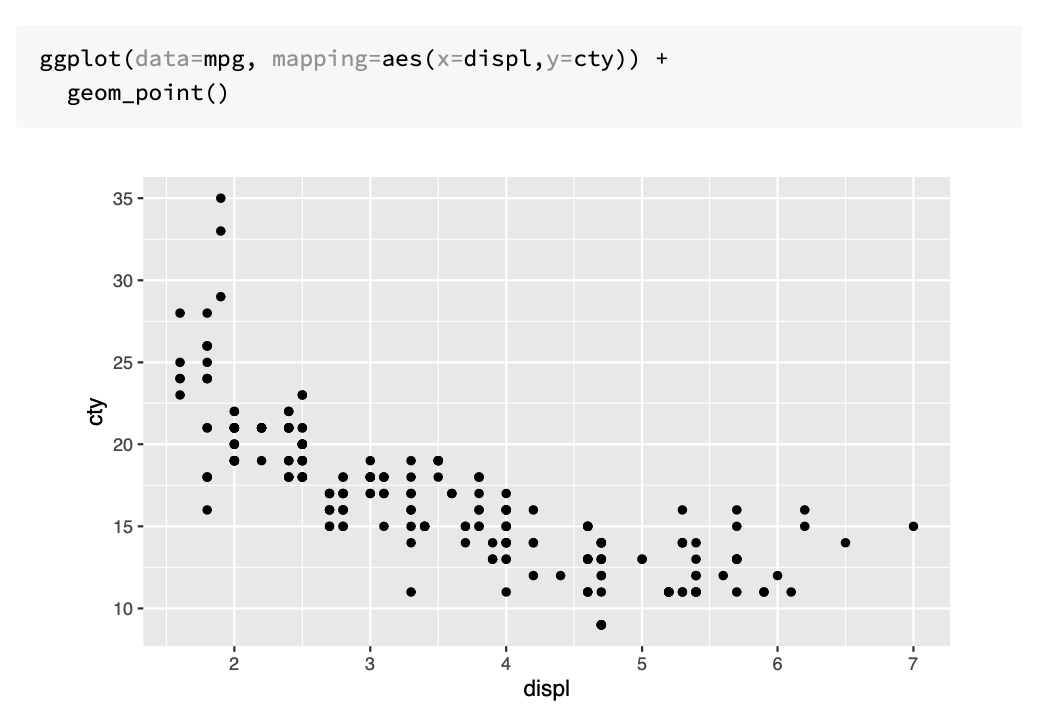 ggplot(data=mpg, mapping=aes(x=displ,y=cty)) +
geom_point()
35
30
25
20
15
10
cty
2 3 4 5 6 7
displ